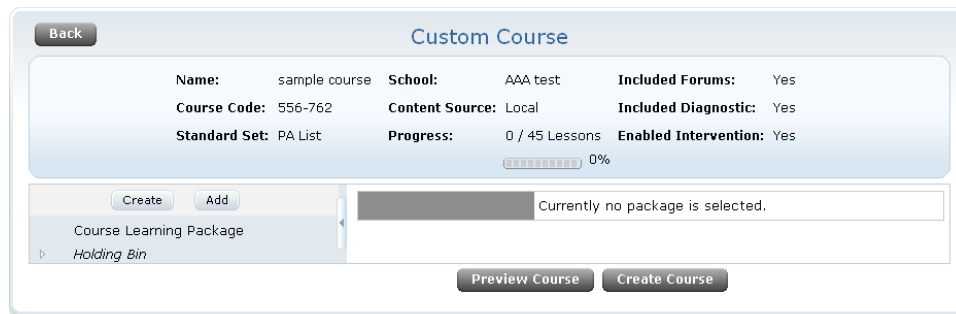 Back
Custom Course
Name: sample course School: AAA test Included Forums: Yes
Course Code: 556-762 Content Source: Local Included Diagnostic: Yes
Standard Set: PA List Progress: 0 / 45 Lessons Enabled Intervention: Yes
0%
Create Add
Currently no package is selected.
Course Learning Package
Holding Bin
Preview Course Create Course